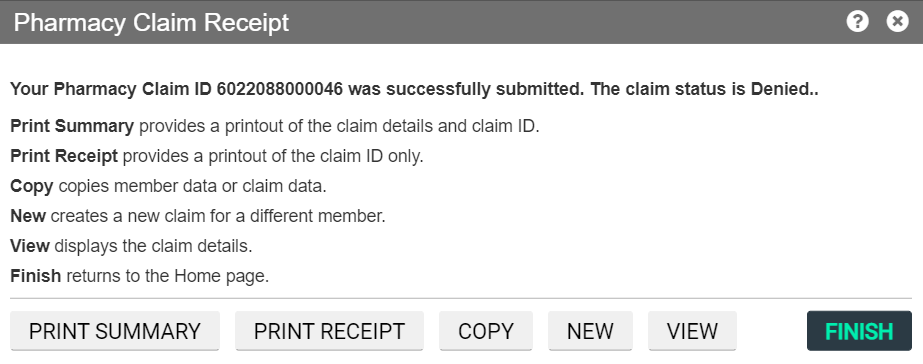 Pharmacy Claim Receipt
Your Pharmacy Claim ID 6022088000046 was successfully submitted. The claim status is Denied..
Print Summary provides a printout of the claim details and claim ID.
Print Receipt provides a printout of the claim ID only.
Copy copies member data or claim data.
New creates a new claim for a different member.
View displays the claim details.
Finish returns to the Home page.
PRINT SUMMARY PRINT RECEIPT COPY NEW VIEW FINISH